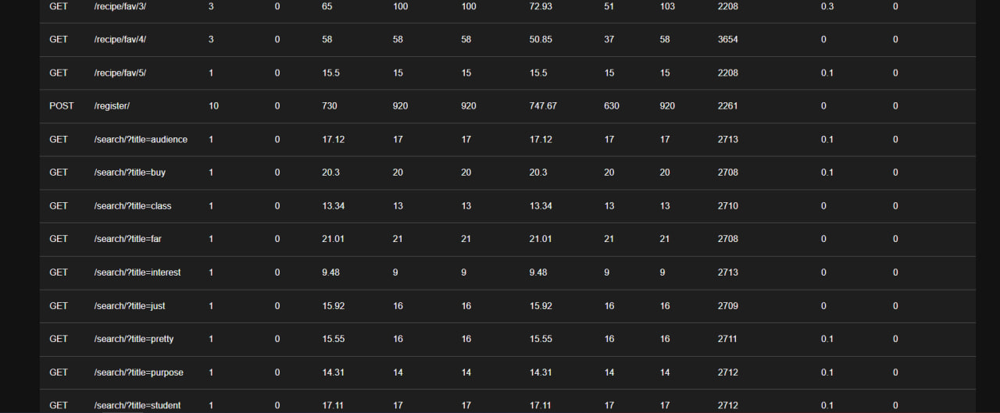 GET /recipe/fav/3/ 3 0 65 100 100 72.93 51 103 2208 0.3 0
GET /recipe/fav/4/ 3 0 58 58 58 50.85 37 58 3654 0 0
GET /recipe/fav/5/ 1 0 15.5 15 15 15.5 15 15 2208 0.1 0
POST /register/ 10 0 730 920 920 747.67 630 920 2261 0 0
GET /search/?title=audience 1 0 17.12 17 17 17.12 17 17 2713 0.1 0
GET /search/?title=buy 1 0 20.3 20 20 20.3 20 20 2708 0.1 0
GET /search/?title=class 1 0 13.34 13 13 13.34 13 13 2710 0 0
GET /search/?title=far 1 0 21.01 21 21 21.01 21 21 2708 0 0
GET /search/?title=interest 1 0 9.48 9 9 9.48 9 9 2713 0 0
GET /search/?title=just 1 0 15.92 16 16 15.92 16 16 2709 0 0
GET /search/?title=pretty 1 0 15.55 16 16 15.55 16 16 2711 0.1 0
GET /search/?title=purpose 1 0 14.31 14 14 14.31 14 14 2712 0.1 0
GET /search/?title=student 1 0 17.11 17 17 17.11 17 17 2712 0.1 0